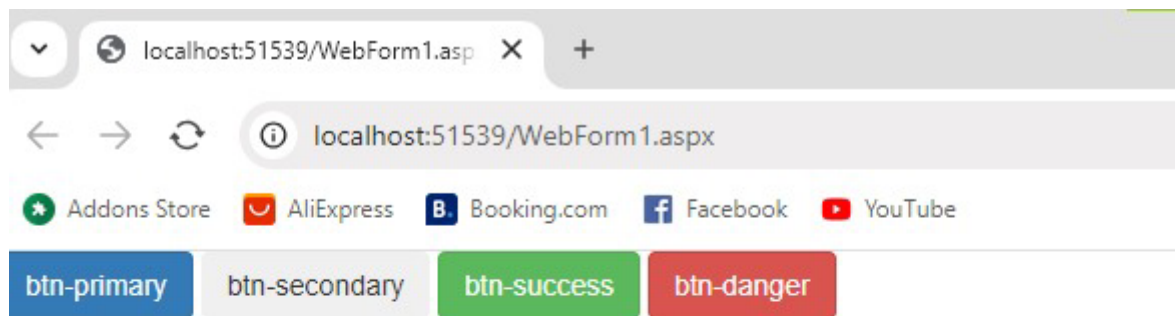 localhost:51539/WebForm1.asp
localhost:51539/WebForm1.aspx
Addons Store AliExpress B. Booking.com Facebook YouTube
btn-primary btn-secondary btn-success btn-danger